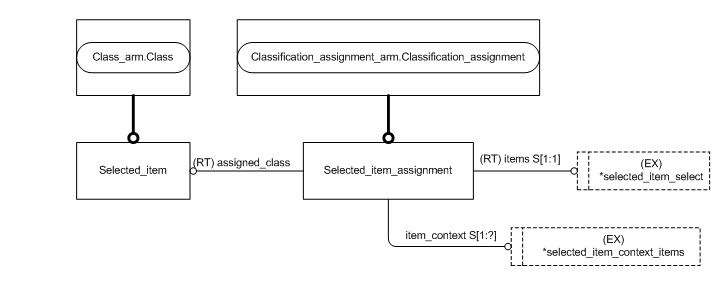 Class_arm.Class
Classification_assignment_arm.Classification_assignment
Selected_item
(RT) assigned_class
Selected_item_assignment
(RT) items S[1:1]
(EX)
*selected_item_select
item_context S[1:?]
(EX)
*selected_item_context_items